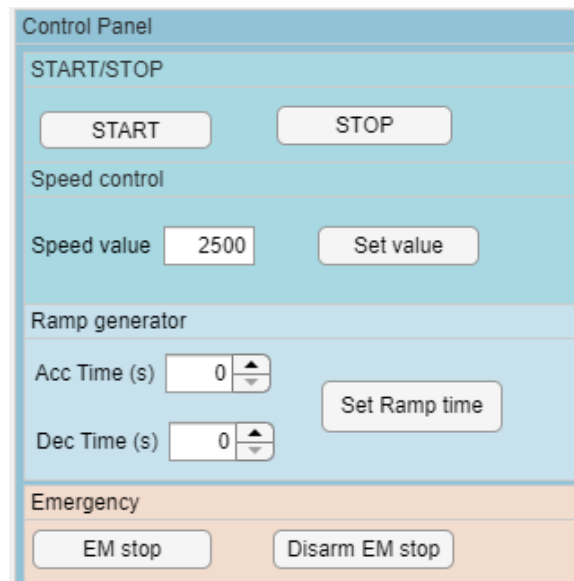 Control Panel
START/STOP
START STOP
Speed control
Speed value 2500 Set value
Ramp generator
Acc Time (s) 0
Set Ramp time
Dec Time (s) 0
Emergency
EM stop Disarm EM stop